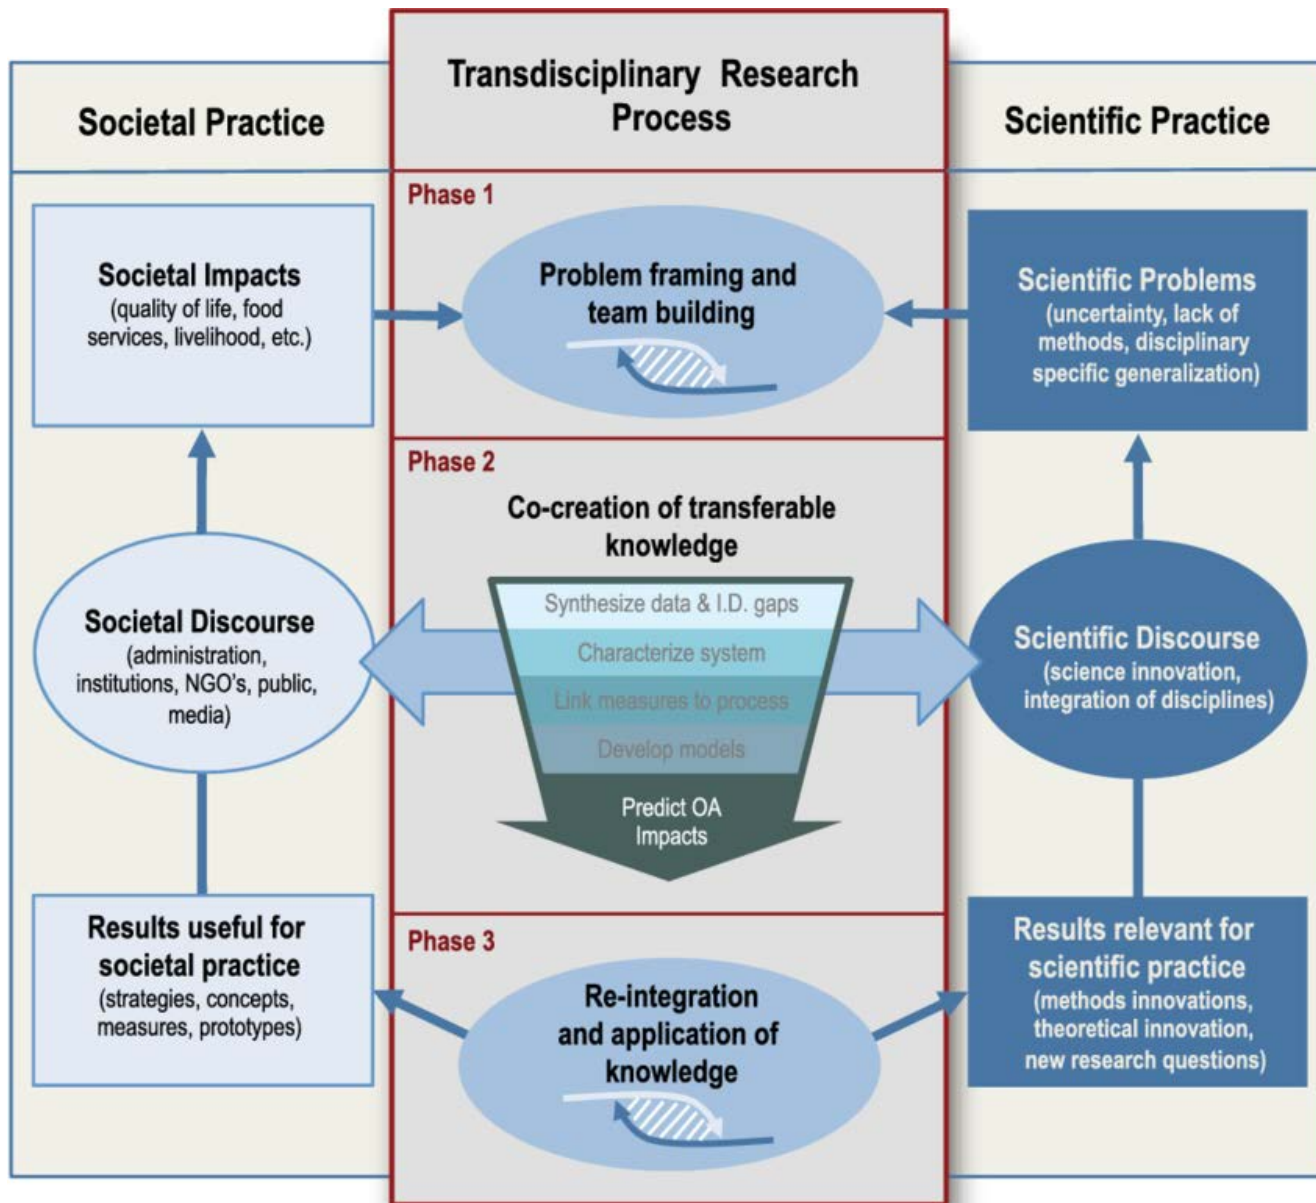 Transdisciplinary Research
Process
Societal Practice
Scientific Practice
Phase 1
Societal Impacts
(quality of life, food
services, livelihood, etc.)
Problem framing and
team building
Scientific Problems
(uncertainty, lack of
methods, disciplinary
specific generalization)
Phase 2
Co-creation of transferable
knowledge
Synthesize data & I.D. gaps
Characterize system
Link measures to process
Develop models
Predict OA
Impacts
Societal Discourse
(administration,
institutions, NGO's, public,
media)
Scientific Discourse
(science innovation,
integration of disciplines)
Phase 3
Results useful for
societal practice
(strategies, concepts,
measures, prototypes)
Re-integration
and application of
knowledge
Results relevant for
scientific practice
(methods innovations,
theoretical innovation,
new research questions)